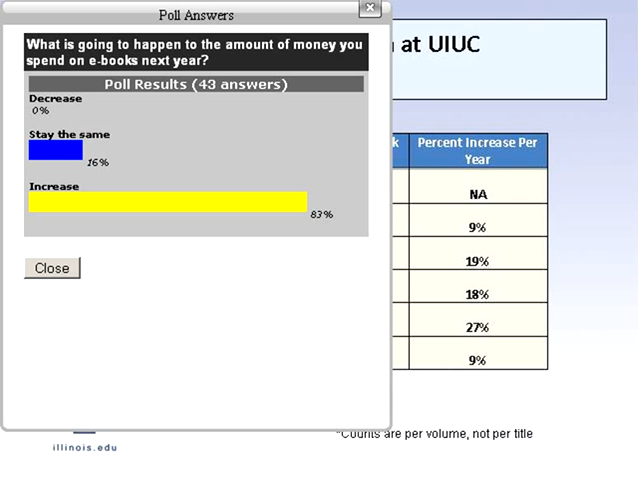 Poll Answers
What is going to happen to the amount of money you
spend on e-books next year?
Poll Results (43 answers)
Decrease
0%
Stay the same
16%
Increase
83%
Close
at UIUC
Percent Increase Per
Year
NA
9%
19%
18%
27%
9%
*Counts are per volume, not per title
illinois.edu